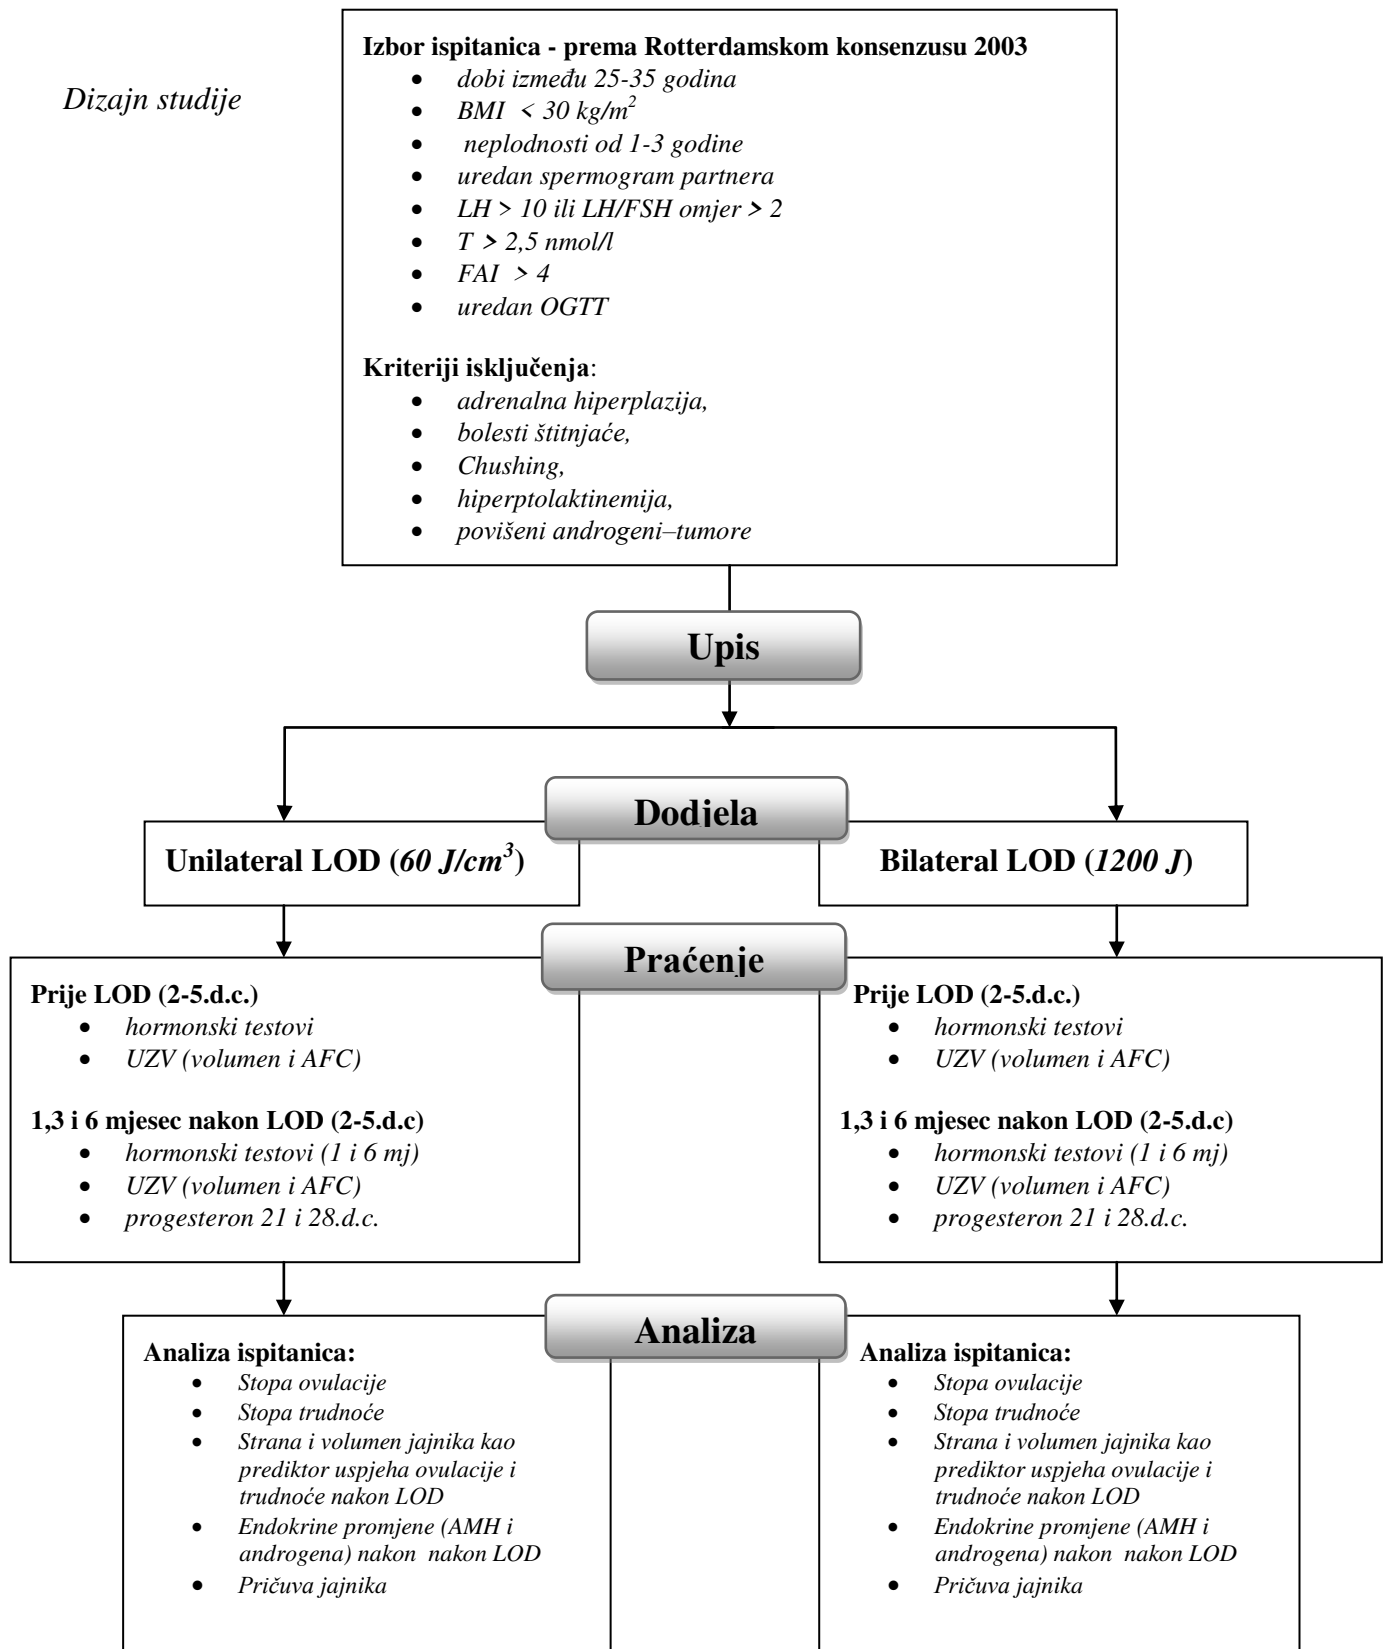 Izbor ispitanica - prema Rotterdamskom konsenzusu 2003
Dizajn studije
• dobi između 25-35 godina
• BMI < 30 kg/m²
• neplodnosti od 1-3 godine
• uredan spermogram partnera
• LH > 10 ili LH/FSH omjer > 2
• T > 2,5 nmol/l
• FAI > 4
• uredan OGTT
Kriteriji isključenja:
• adrenalna hiperplazija,
• bolesti štitnjaće,
• Chushing,
• hiperptolaktinemija,
• povišeni androgeni–tumore
Upis
Dodjela
Unilateral LOD (60 J/cm³)
Bilateral LOD (1200 J)
Praćenje
Prije LOD (2-5.d.c.)
• hormonski testovi
• UZV (volumen i AFC)
1,3 i 6 mjesec nakon LOD (2-5.d.c)
• hormonski testovi (1 i 6 mj)
• UZV (volumen i AFC)
• progesteron 21 i 28.d.c.
Prije LOD (2-5.d.c.)
• hormonski testovi
• UZV (volumen i AFC)
1,3 i 6 mjesec nakon LOD (2-5.d.c)
• hormonski testovi (1 i 6 mj)
• UZV (volumen i AFC)
• progesteron 21 i 28.d.c.
Analiza
Analiza ispitanica:
• Stopa ovulacije
• Stopa trudnoće
• Strana i volumen jajnika kao
prediktor uspjeha ovulacije i
trudnoće nakon LOD
• Endokrine promjene (AMH i
androgena) nakon nakon LOD
• Pričuva jajnika
Analiza ispitanica:
• Stopa ovulacije
• Stopa trudnoće
• Strana i volumen jajnika kao
prediktor uspjeha ovulacije i
trudnoće nakon LOD
• Endokrine promjene (AMH i
androgena) nakon nakon LOD
• Pričuva jajnika